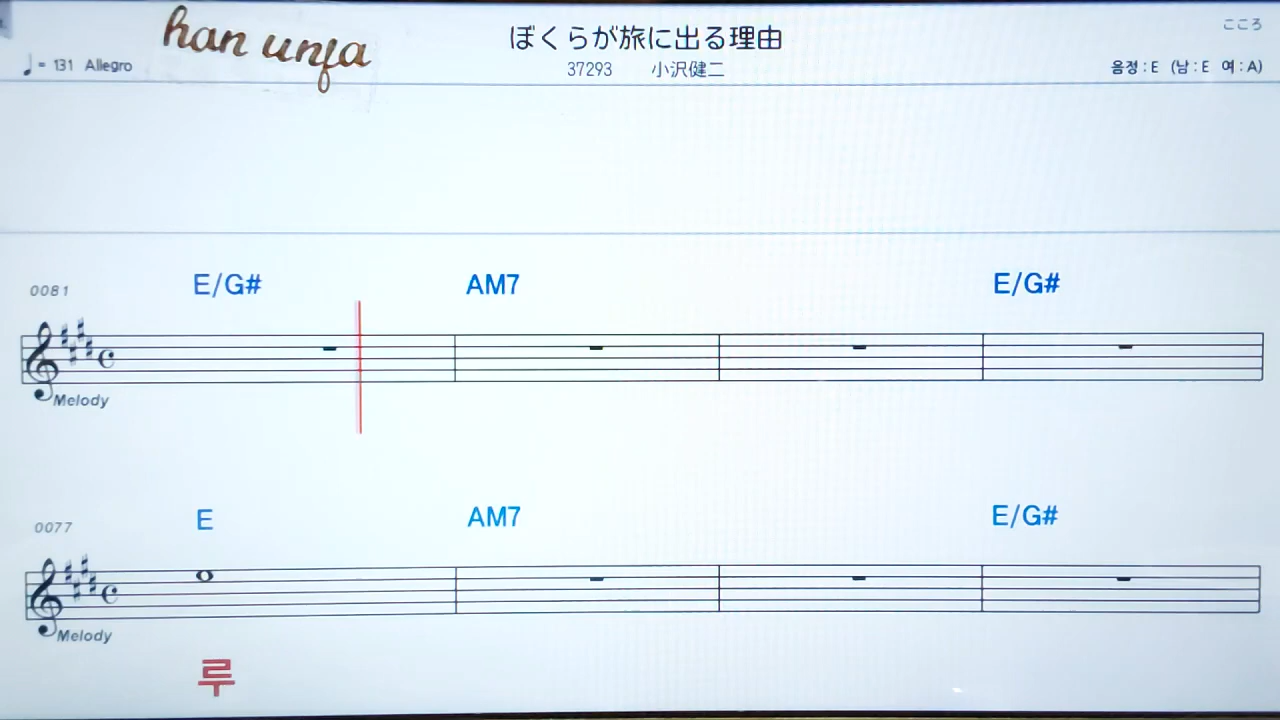 han unfa
ぼくらが旅に出る理由
こころ
♩= 131 Allegro
37293 小沢健二
음정 : E (남 : E 여 : A)
0081 E/G# AM7 E/G#
Melody
0077 E AM7 E/G#
Melody
루